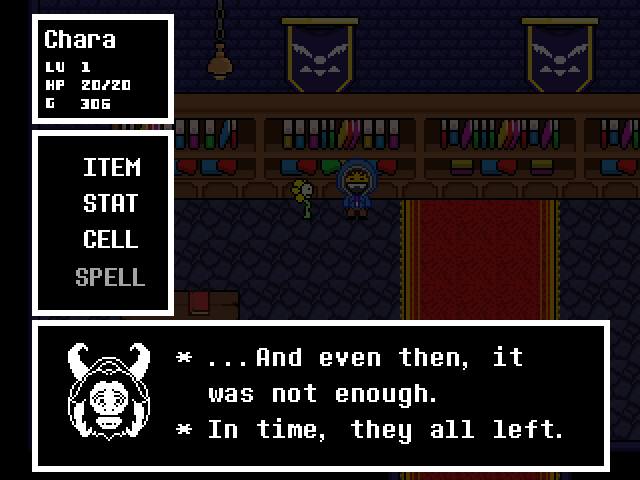 Chara
LV 1
HP 20/20
G 306
ITEM
STAT
CELL
SPELL
* ...And even then, it
was not enough.
* In time, they all left.